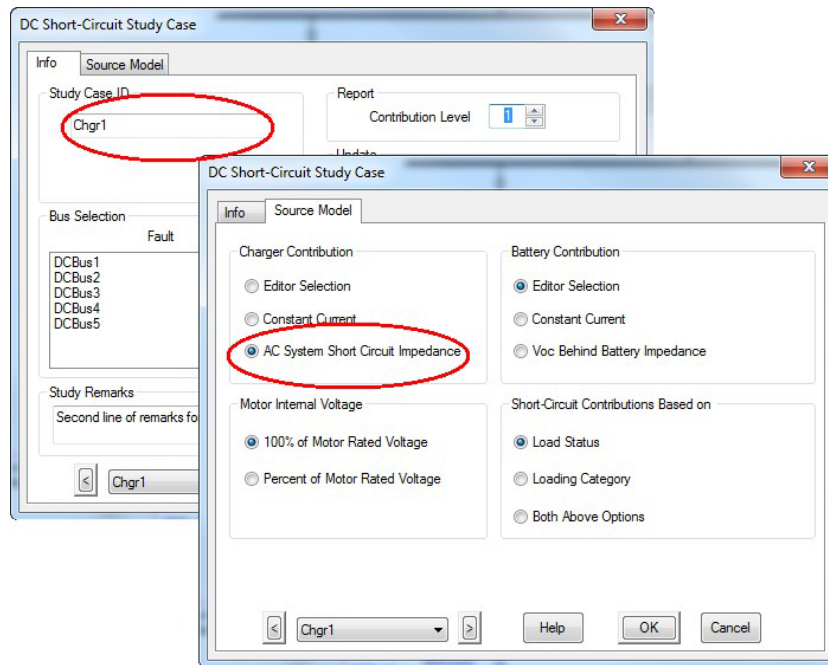 DC Short-Circuit Study Case
Info
Source Model
Study Case ID
Chgr1
Report
Contribution Level
1
Update
Bus Selection
Fault
DCBus1
DCBus2
DCBus3
DCBus4
DCBus5
Study Remarks
Second line of remarks fo
< Chgr1
DC Short-Circuit Study Case
Info
Source Model
Charger Contribution
Editor Selection
Constant Current
AC System Short Circuit Impedance
Battery Contribution
Editor Selection
Constant Current
Voc Behind Battery Impedance
Motor Internal Voltage
100% of Motor Rated Voltage
Percent of Motor Rated Voltage
Short-Circuit Contributions Based on
Load Status
Loading Category
Both Above Options
< Chgr1 > Help OK Cancel